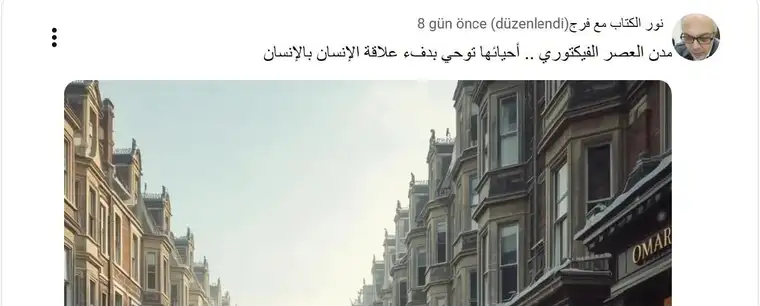 نور الكتاب مع فرج(düzenlendi) 8 gün önce
مدن العصر الفيكتوري .. أحيائها توحي بدفء علاقة الإنسان بالإنسان
OMAR